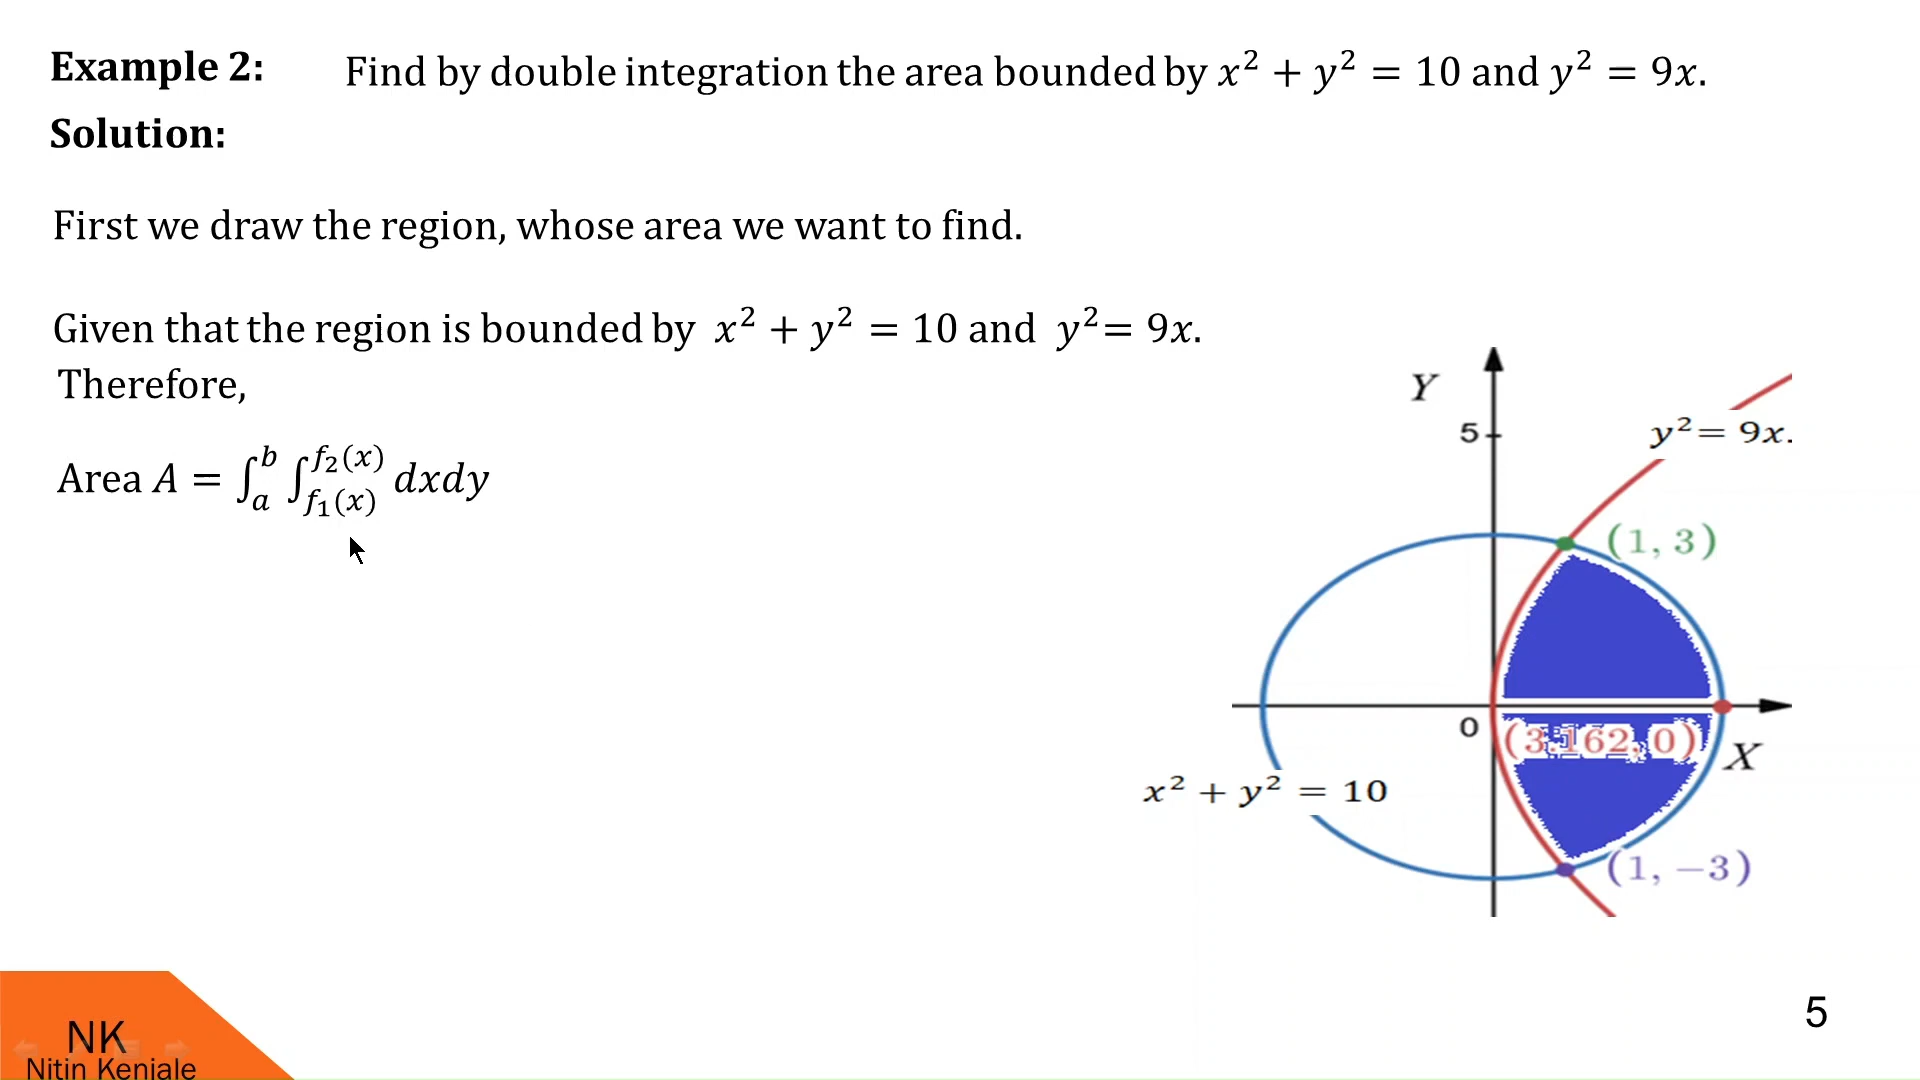 Example 2: Find by double integration the area bounded by 𝑥² + 𝑦² = 10 and 𝑦² = 9𝑥.
Solution:
First we draw the region, whose area we want to find.
Given that the region is bounded by 𝑥² + 𝑦² = 10 and 𝑦²= 9𝑥.
Therefore,
Area 𝐴 = ∫ₐᵇ ∫_{𝑓₁(𝑥)}^{𝑓₂(𝑥)} 𝑑𝑥𝑑𝑦
Y
5
𝑦²= 9𝑥.
(1, 3)
0
(3.162, 0)
X
𝑥² + 𝑦² = 10
(1, −3)
NK
Nitin Keniale
5